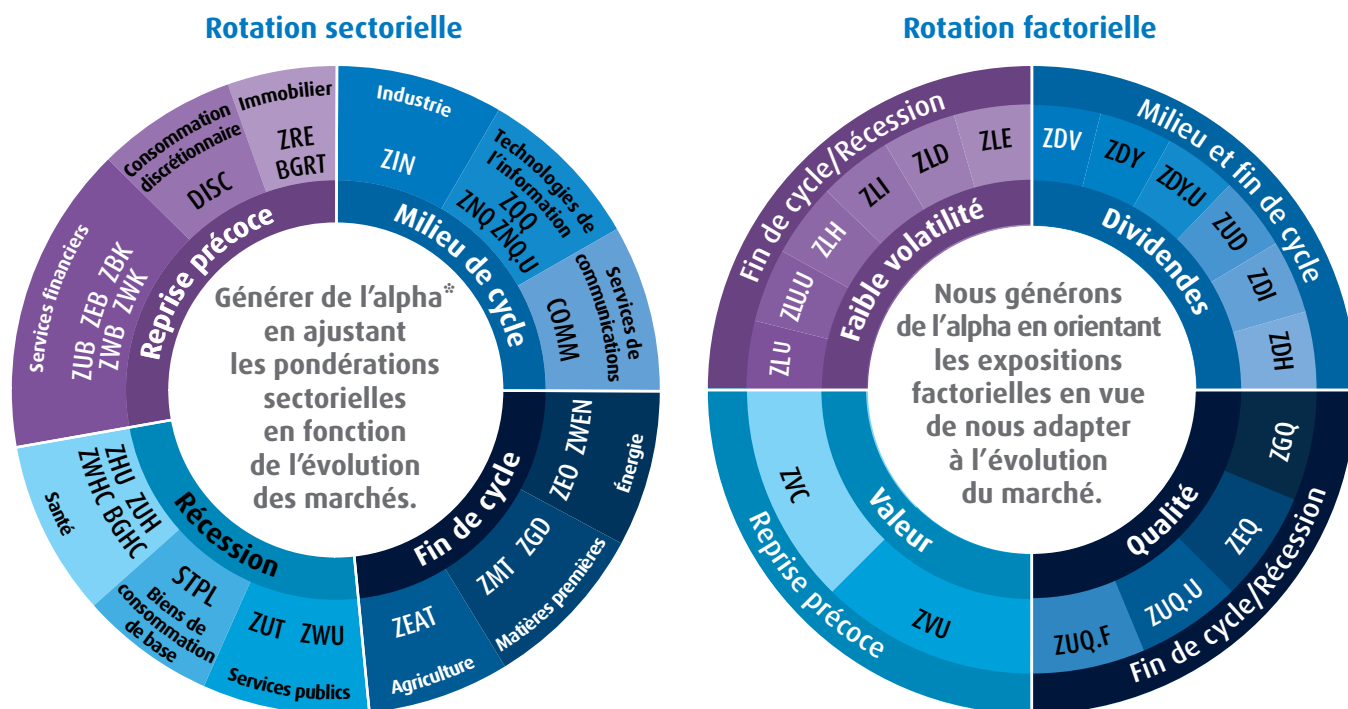 Rotation sectorielle
Industrie
ZIN
Technologies de
l'information
ZQQ
ZNQ ZNQ.U
Services de
communications
COMM
Milieu de cycle
Énergie
ZEO ZWEN
Matières premières
ZMT ZGD
Agriculture
ZEAT
Fin de cycle
Services publics
ZUT ZWU
Biens de
consommation
de base
STPL
Santé
ZHU ZUH
ZWHC BGHC
Récession
Services financiers
ZUB ZEB ZBK
ZWB ZWK
Consommation
discrétionnaire
DISC
Immobilier
ZRE
BGRT
Reprise précoce
Générer de l'alpha*
en ajustant
les pondérations
sectorielles
en fonction
de l'évolution
des marchés.
Rotation factorielle
Milieu et fin de cycle
ZDV
ZDY
ZDY.U
ZUD
ZDI
ZDH
Dividendes
Fin de cycle/Récession
ZGQ
ZEQ
ZUQ.U
ZUQ.F
Qualité
Reprise précoce
ZVU
ZVC
Valeur
Fin de cycle/Récession
ZLU
ZLU.U
ZLH
ZLI
ZLD
ZLE
Faible volatilité
Nous générons
de l'alpha en orientant
les expositions
factorielles en vue
de nous adapter
à l'évolution
du marché.